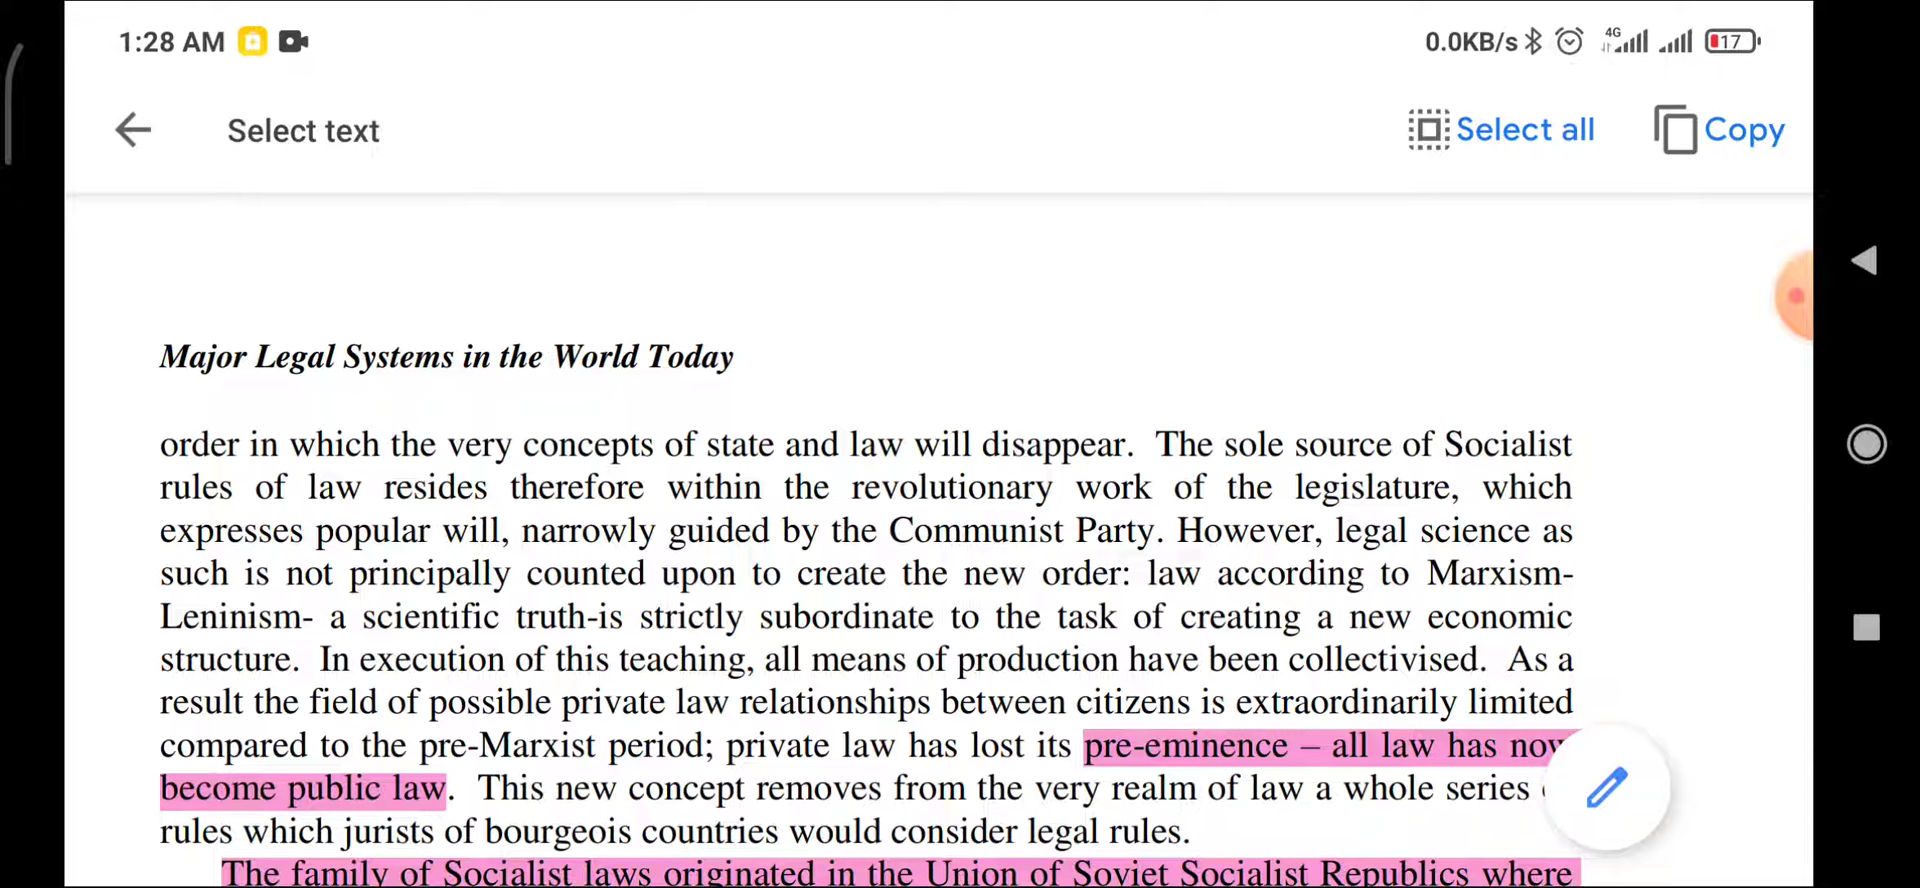 1:28 AM
0.0KB/s 4G 17
Select text
Select all
Copy
Major Legal Systems in the World Today
order in which the very concepts of state and law will disappear. The sole source of Socialist
rules of law resides therefore within the revolutionary work of the legislature, which
expresses popular will, narrowly guided by the Communist Party. However, legal science as
such is not principally counted upon to create the new order: law according to Marxism-
Leninism- a scientific truth-is strictly subordinate to the task of creating a new economic
structure. In execution of this teaching, all means of production have been collectivised. As a
result the field of possible private law relationships between citizens is extraordinarily limited
compared to the pre-Marxist period; private law has lost its pre-eminence – all law has now
become public law. This new concept removes from the very realm of law a whole series
rules which jurists of bourgeois countries would consider legal rules.
The family of Socialist laws originated in the Union of Soviet Socialist Republics where